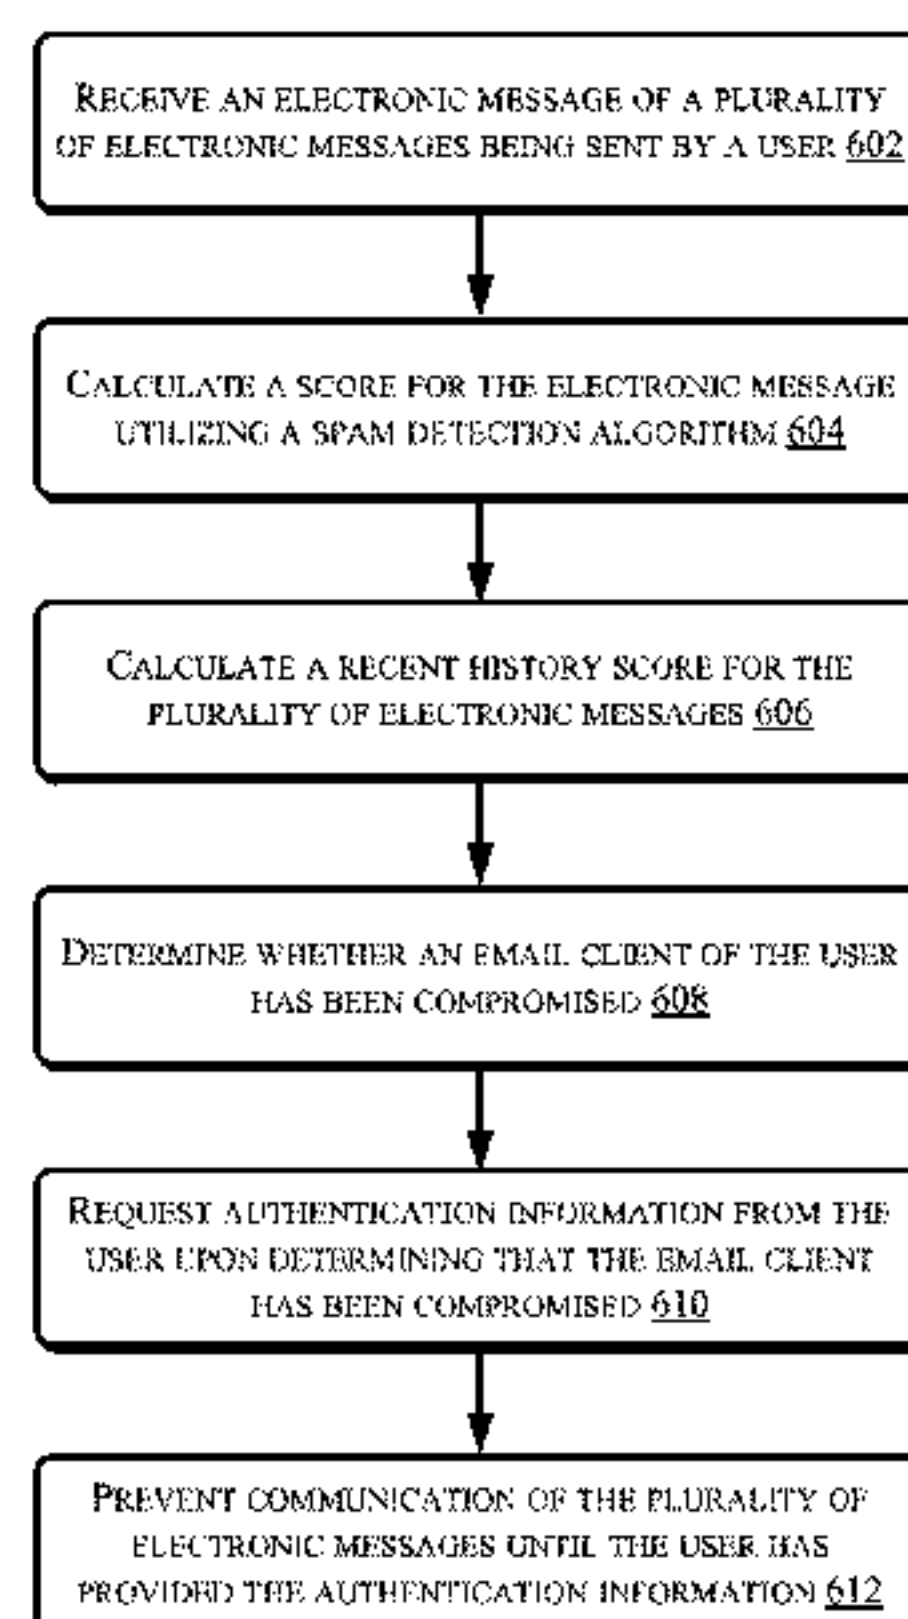 RECEIVE AN ELECTRONIC MESSAGE OF A PLURALITY
OF ELECTRONIC MESSAGES BEING SENT BY A USER 602
CALCULATE A SCORE FOR THE ELECTRONIC MESSAGE
UTILIZING A SPAM DETECTION ALGORITHM 604
CALCULATE A RECENT HISTORY SCORE FOR THE
PLURALITY OF ELECTRONIC MESSAGES 606
DETERMINE WHETHER AN EMAIL CLIENT OF THE USER
HAS BEEN COMPROMISED 608
REQUEST AUTHENTICATION INFORMATION FROM THE
USER UPON DETERMINING THAT THE EMAIL CLIENT
HAS BEEN COMPROMISED 610
PREVENT COMMUNICATION OF THE PLURALITY OF
ELECTRONIC MESSAGES UNTIL THE USER HAS
PROVIDED THE AUTHENTICATION INFORMATION 612